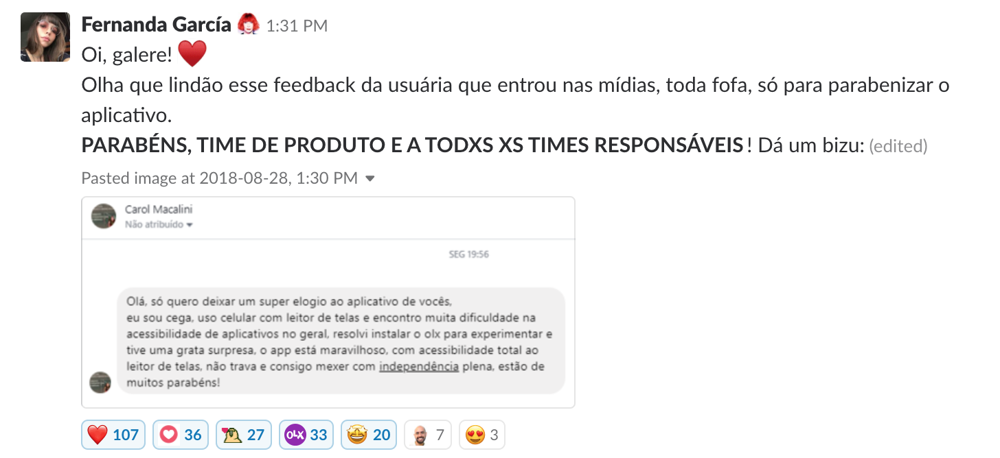 Fernanda García 1:31 PM
Oi, galere!
Olha que lindão esse feedback da usuária que entrou nas mídias, toda fofa, só para parabenizar o
aplicativo.
PARABÉNS, TIME DE PRODUTO E A TODXS XS TIMES RESPONSÁVEIS! Dá um bizu: (edited)
Pasted image at 2018-08-28, 1:30 PM
Carol Macalini
Não atribuído
SEG 19:56
Olá, só quero deixar um super elogio ao aplicativo de vocês,
eu sou cega, uso celular com leitor de telas e encontro muita dificuldade na
acessibilidade de aplicativos no geral, resolvi instalar o olx para experimentar e
tive uma grata surpresa, o app está maravilhoso, com acessibilidade total ao
leitor de telas, não trava e consigo mexer com independência plena, estão de
muitos parabéns!
107 36 27 OLX 33 20 7 3